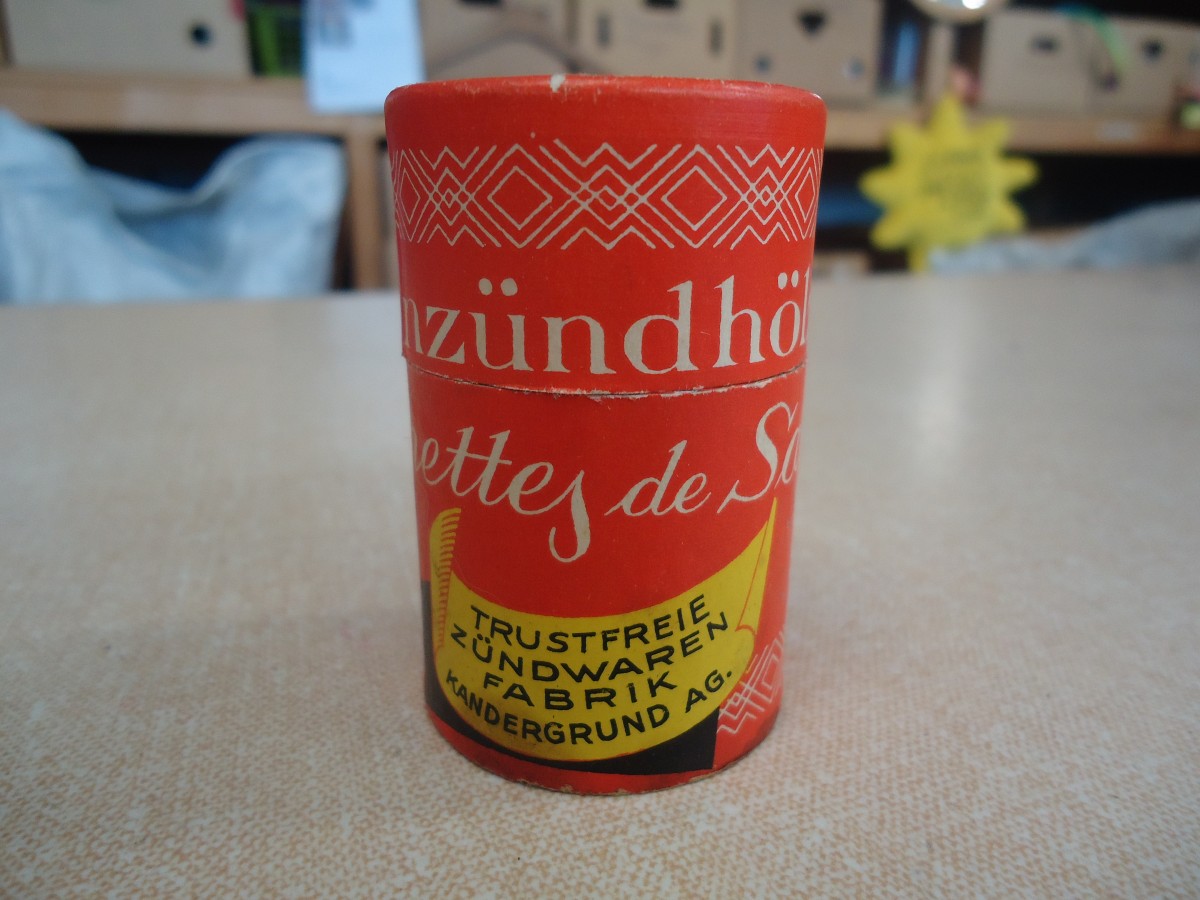 nzündhöl
ettes de Sa
TRUSTFREIE
ZÜNDWAREN
FABRIK
KANDERGRUND AG.